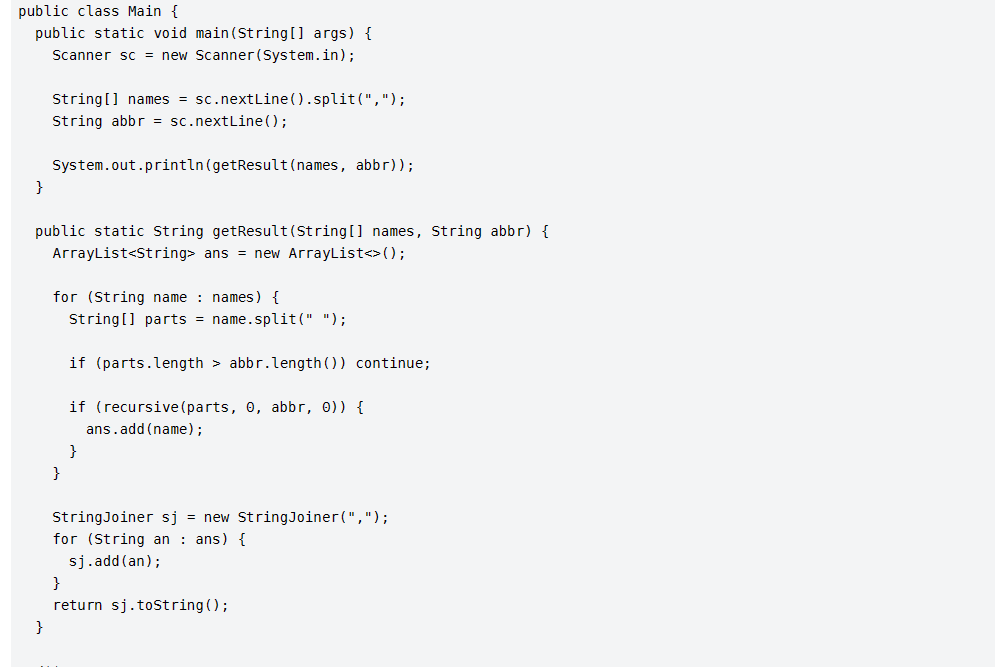 public class Main {
  public static void main(String[] args) {
    Scanner sc = new Scanner(System.in);

    String[] names = sc.nextLine().split(",");
    String abbr = sc.nextLine();

    System.out.println(getResult(names, abbr));
  }

  public static String getResult(String[] names, String abbr) {
    ArrayList<String> ans = new ArrayList<>();

    for (String name : names) {
      String[] parts = name.split(" ");

      if (parts.length > abbr.length()) continue;

      if (recursive(parts, 0, abbr, 0)) {
        ans.add(name);
      }
    }

    StringJoiner sj = new StringJoiner(",");
    for (String an : ans) {
      sj.add(an);
    }
    return sj.toString();
  }